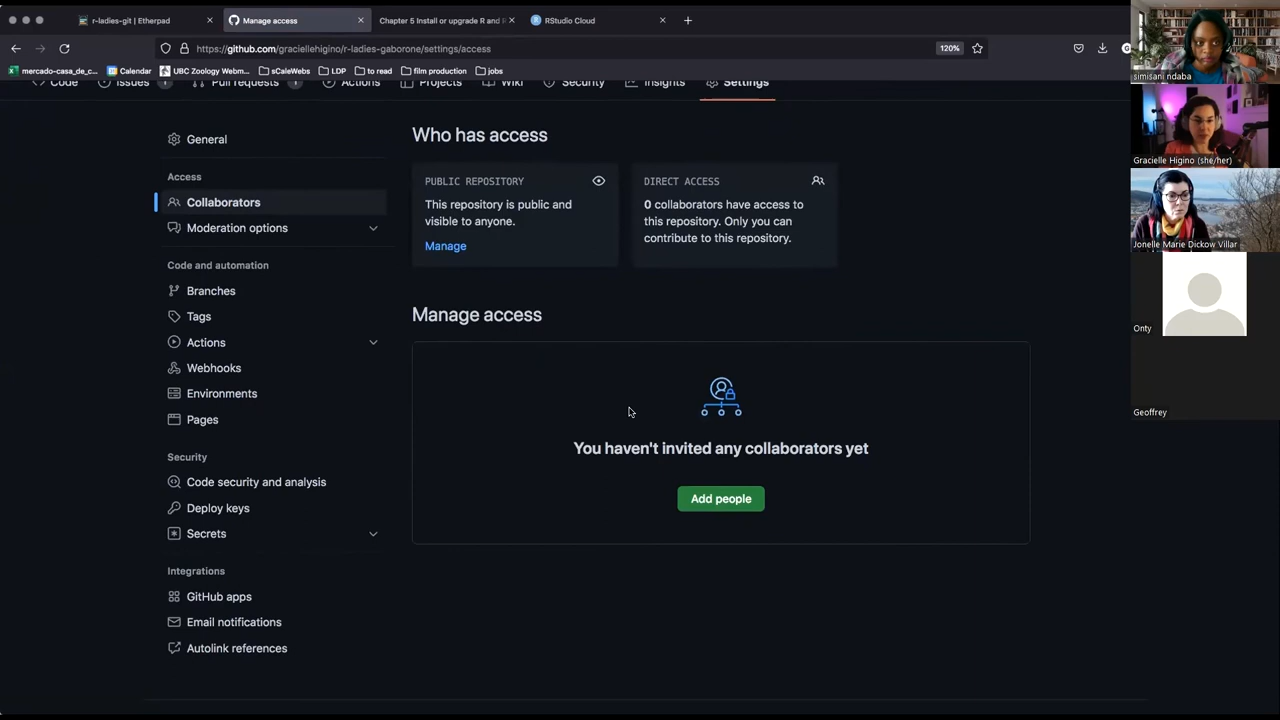 r-ladies-git | Etherpad
Manage access
Chapter 5 Install or upgrade R and F
RStudio Cloud
https://github.com/graciellehigino/r-ladies-gaborone/settings/access
120%
mercado-casa_de_c...
Calendar
UBC Zoology Webm...
sCaleWebs
LDP
to read
film production
jobs
Code
Issues
Pull requests
Actions
Projects
Wiki
Security
Insights
Settings
General
Access
Collaborators
Moderation options
Code and automation
Branches
Tags
Actions
Webhooks
Environments
Pages
Security
Code security and analysis
Deploy keys
Secrets
Integrations
GitHub apps
Email notifications
Autolink references
Who has access
PUBLIC REPOSITORY
This repository is public and
visible to anyone.
Manage
DIRECT ACCESS
0 collaborators have access to
this repository. Only you can
contribute to this repository.
Manage access
You haven't invited any collaborators yet
Add people
simisani ndaba
Gracielle Higino (she/her)
Jonelle Marie Dickow Villar
Onty
Geoffrey